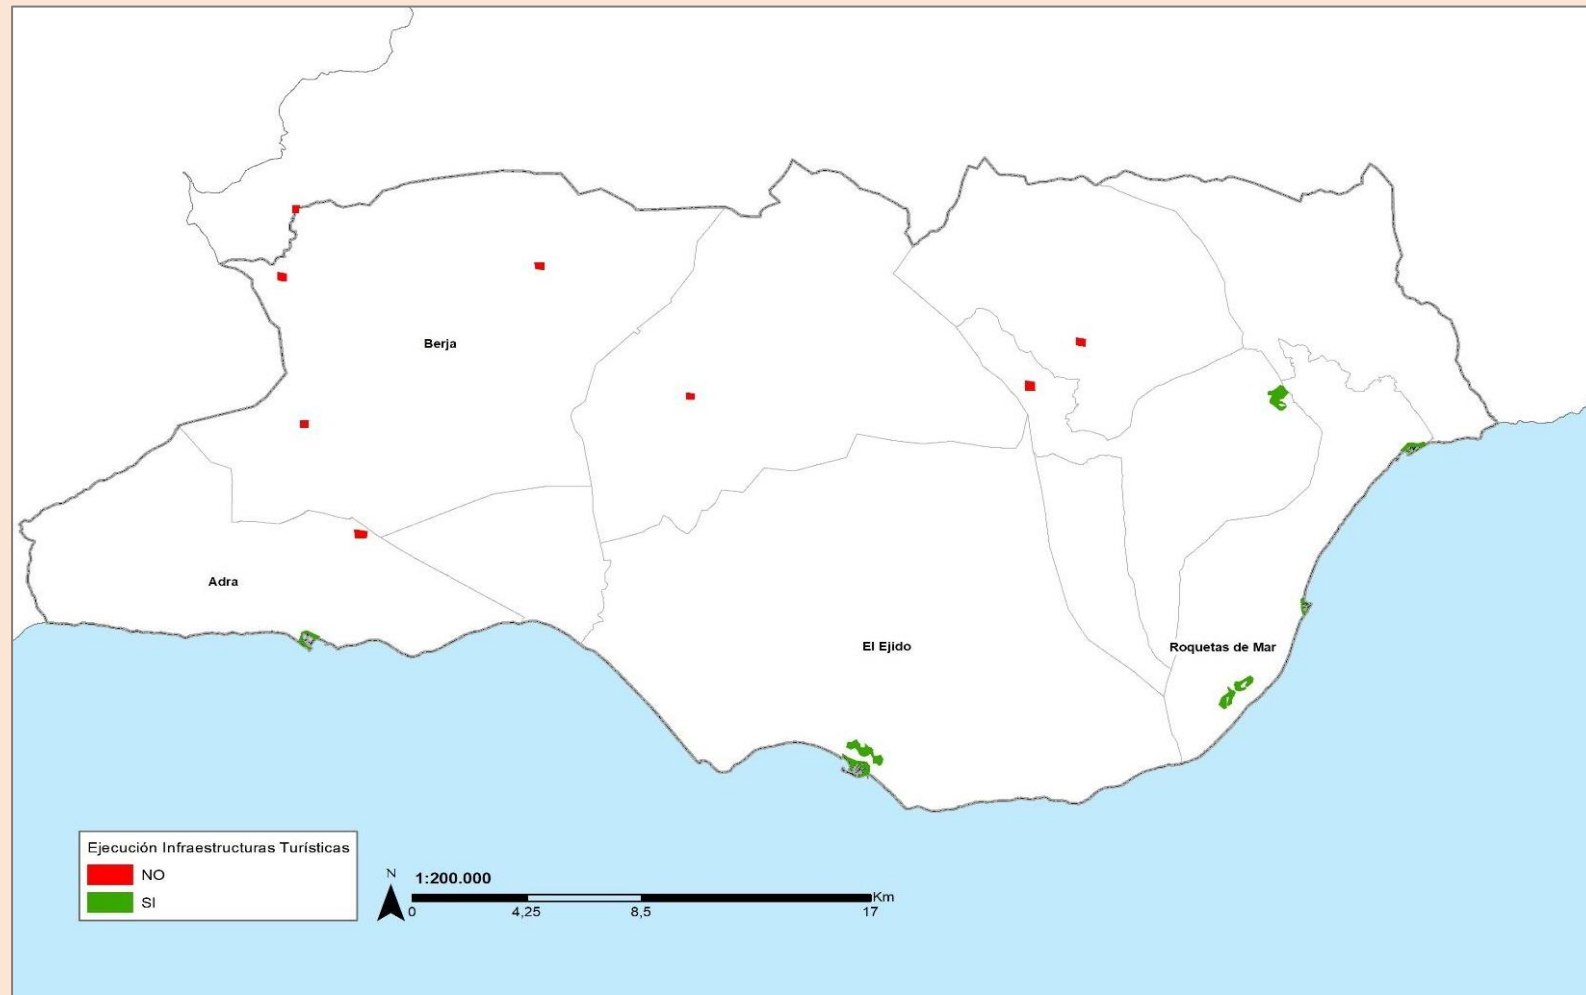 Berja
Adra
El Ejido
Roquetas de Mar
Ejecución Infraestructuras Turísticas
NO
SI
N
1:200.000
Km
0 4,25 8,5 17